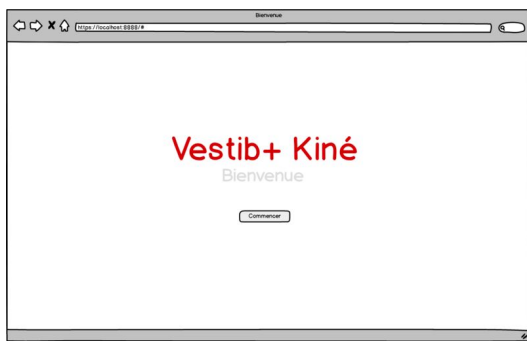 Bienvenue
https://localhost:8888/#
Vestib+ Kiné
Bienvenue
Commencer